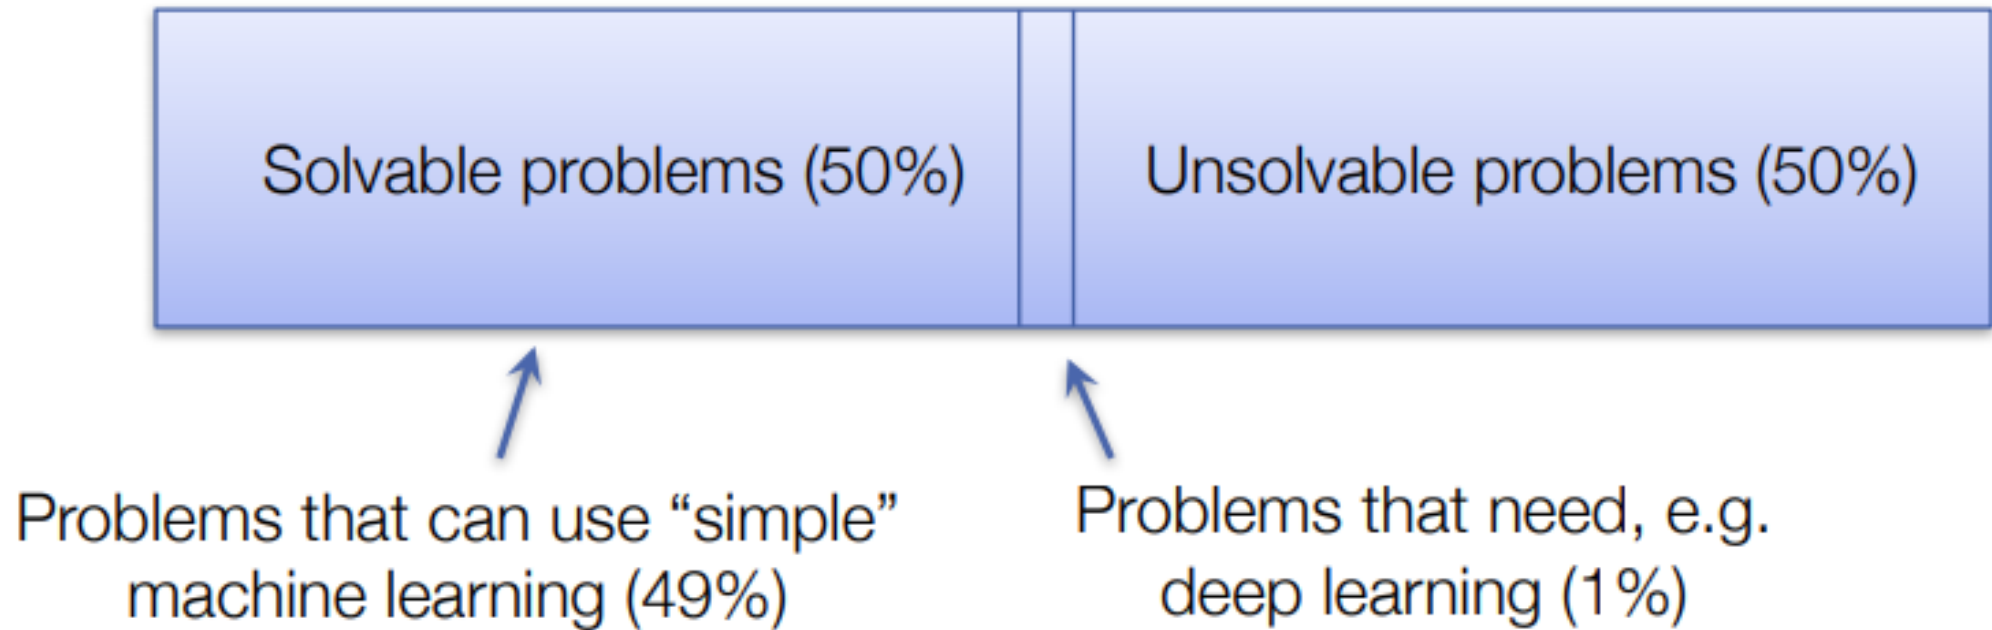 Solvable problems (50%)
Unsolvable problems (50%)
Problems that can use “simple”
machine learning (49%)
Problems that need, e.g.
deep learning (1%)